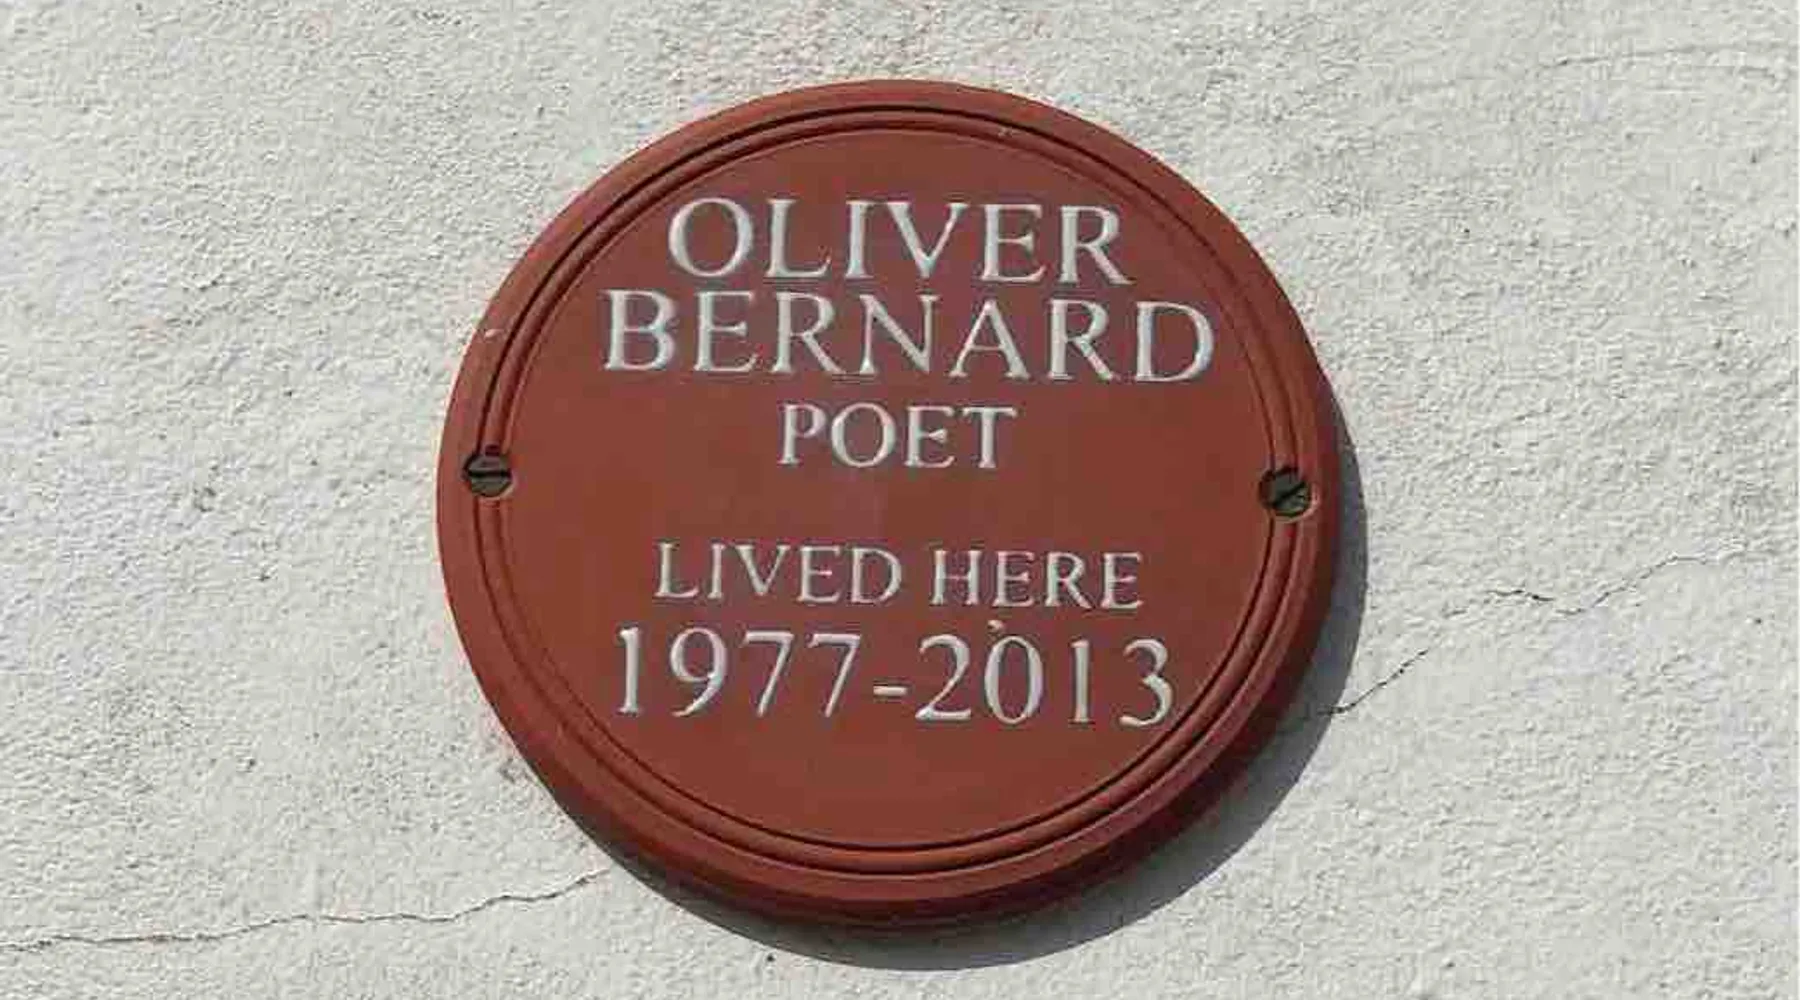 OLIVER
BERNARD
POET
LIVED HERE
1977-2013